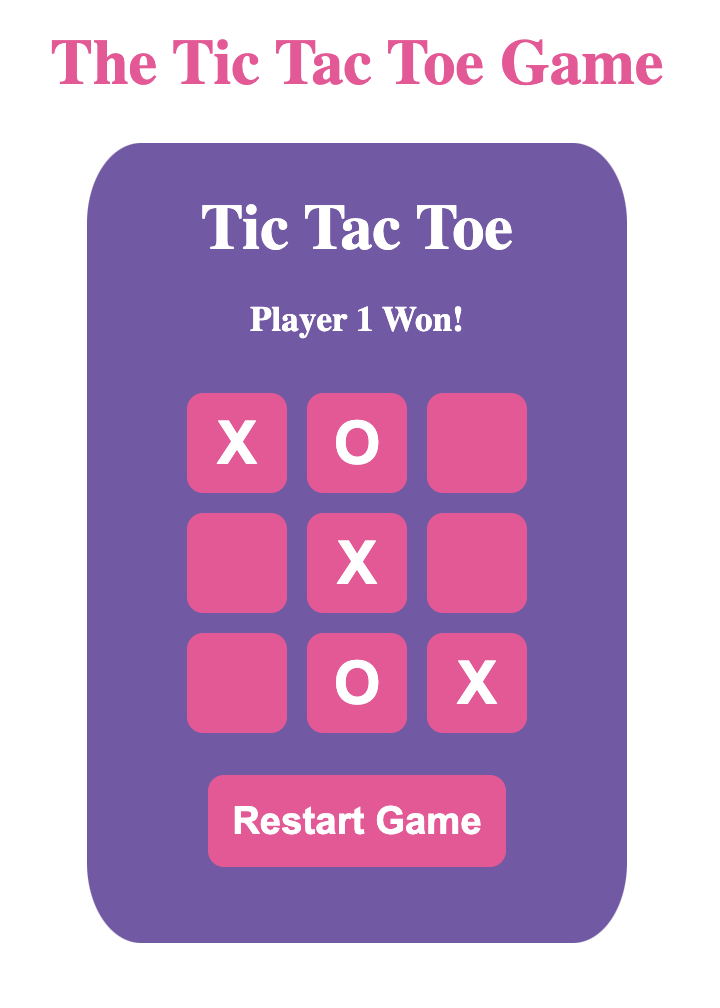 The Tic Tac Toe Game
Tic Tac Toe
Player 1 Won!
X O
X
O X
Restart Game